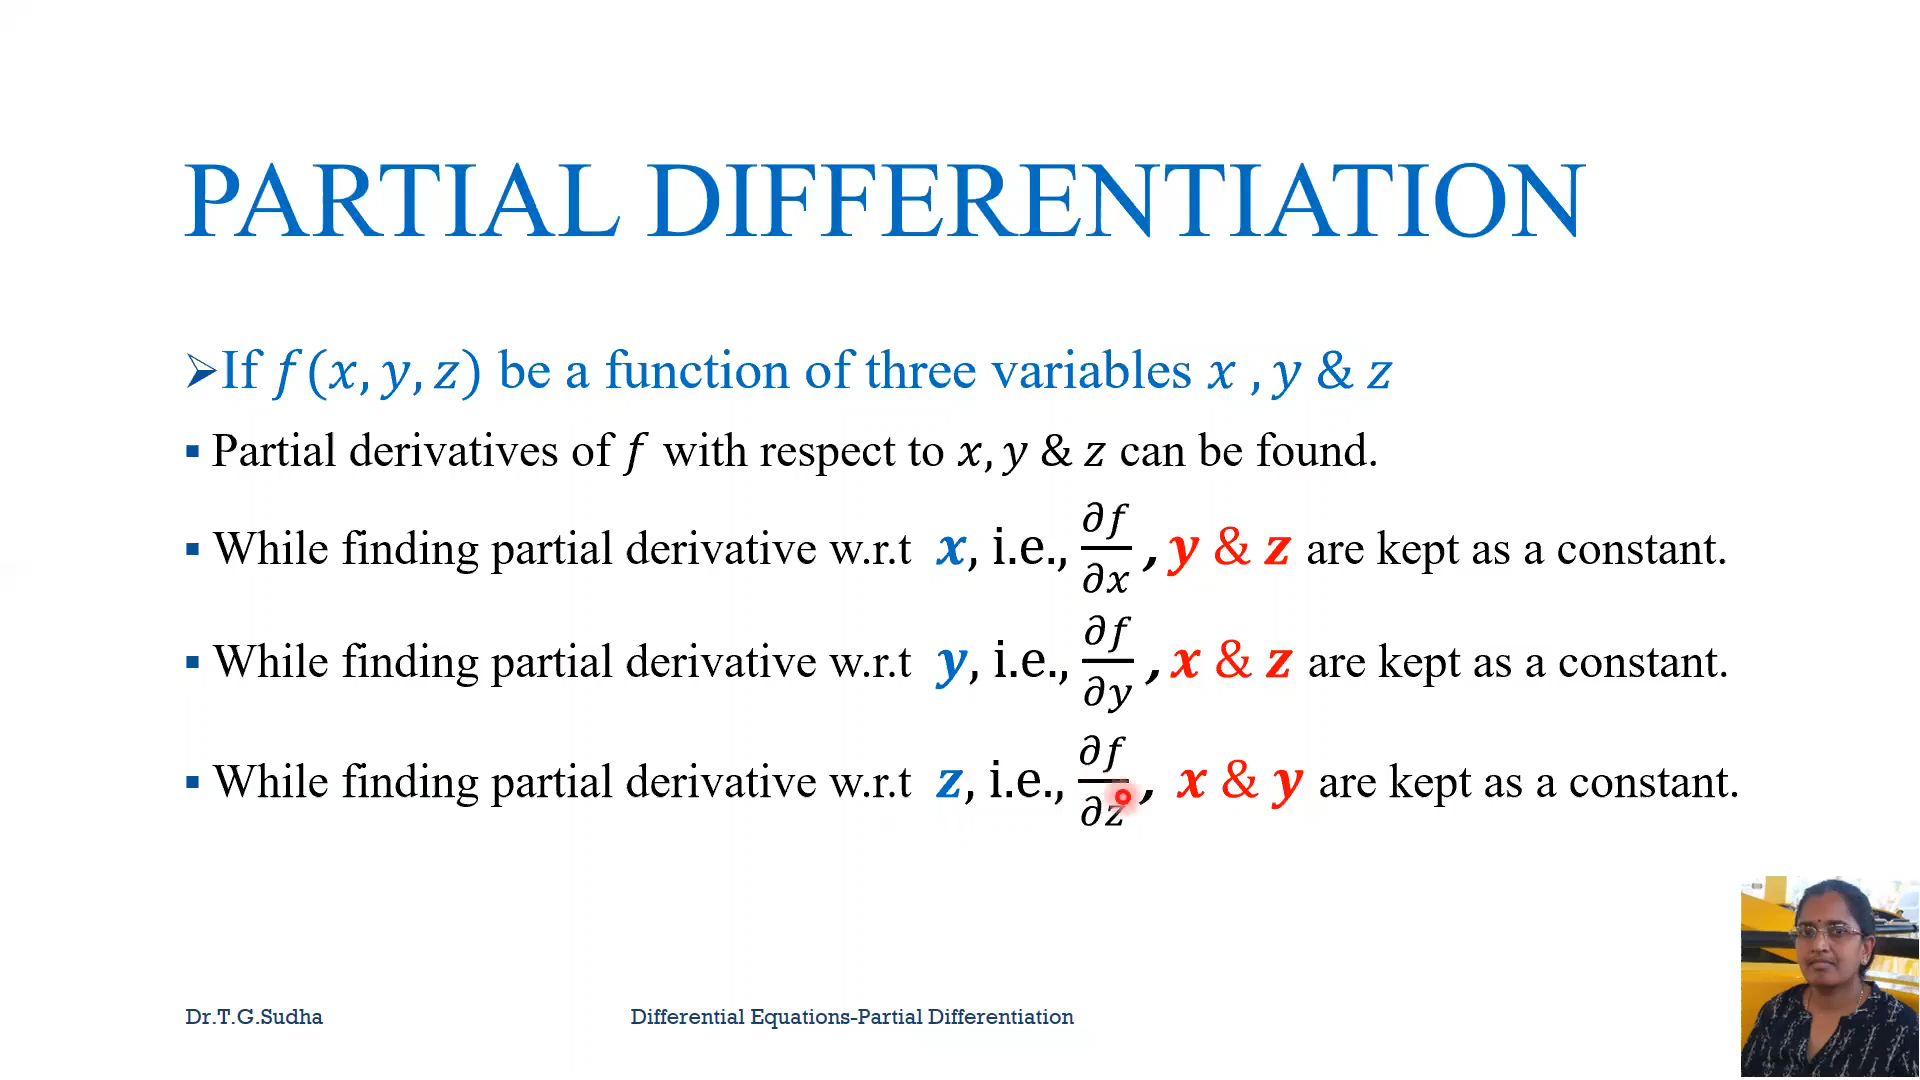 PARTIAL DIFFERENTIATION
➢If f(x, y, z) be a function of three variables x , y & z
▪ Partial derivatives of f with respect to x, y & z can be found.
▪ While finding partial derivative w.r.t x, i.e., ∂f/∂x , y & z are kept as a constant.
▪ While finding partial derivative w.r.t y, i.e., ∂f/∂y , x & z are kept as a constant.
▪ While finding partial derivative w.r.t z, i.e., ∂f/∂z , x & y are kept as a constant.
Dr.T.G.Sudha
Differential Equations-Partial Differentiation